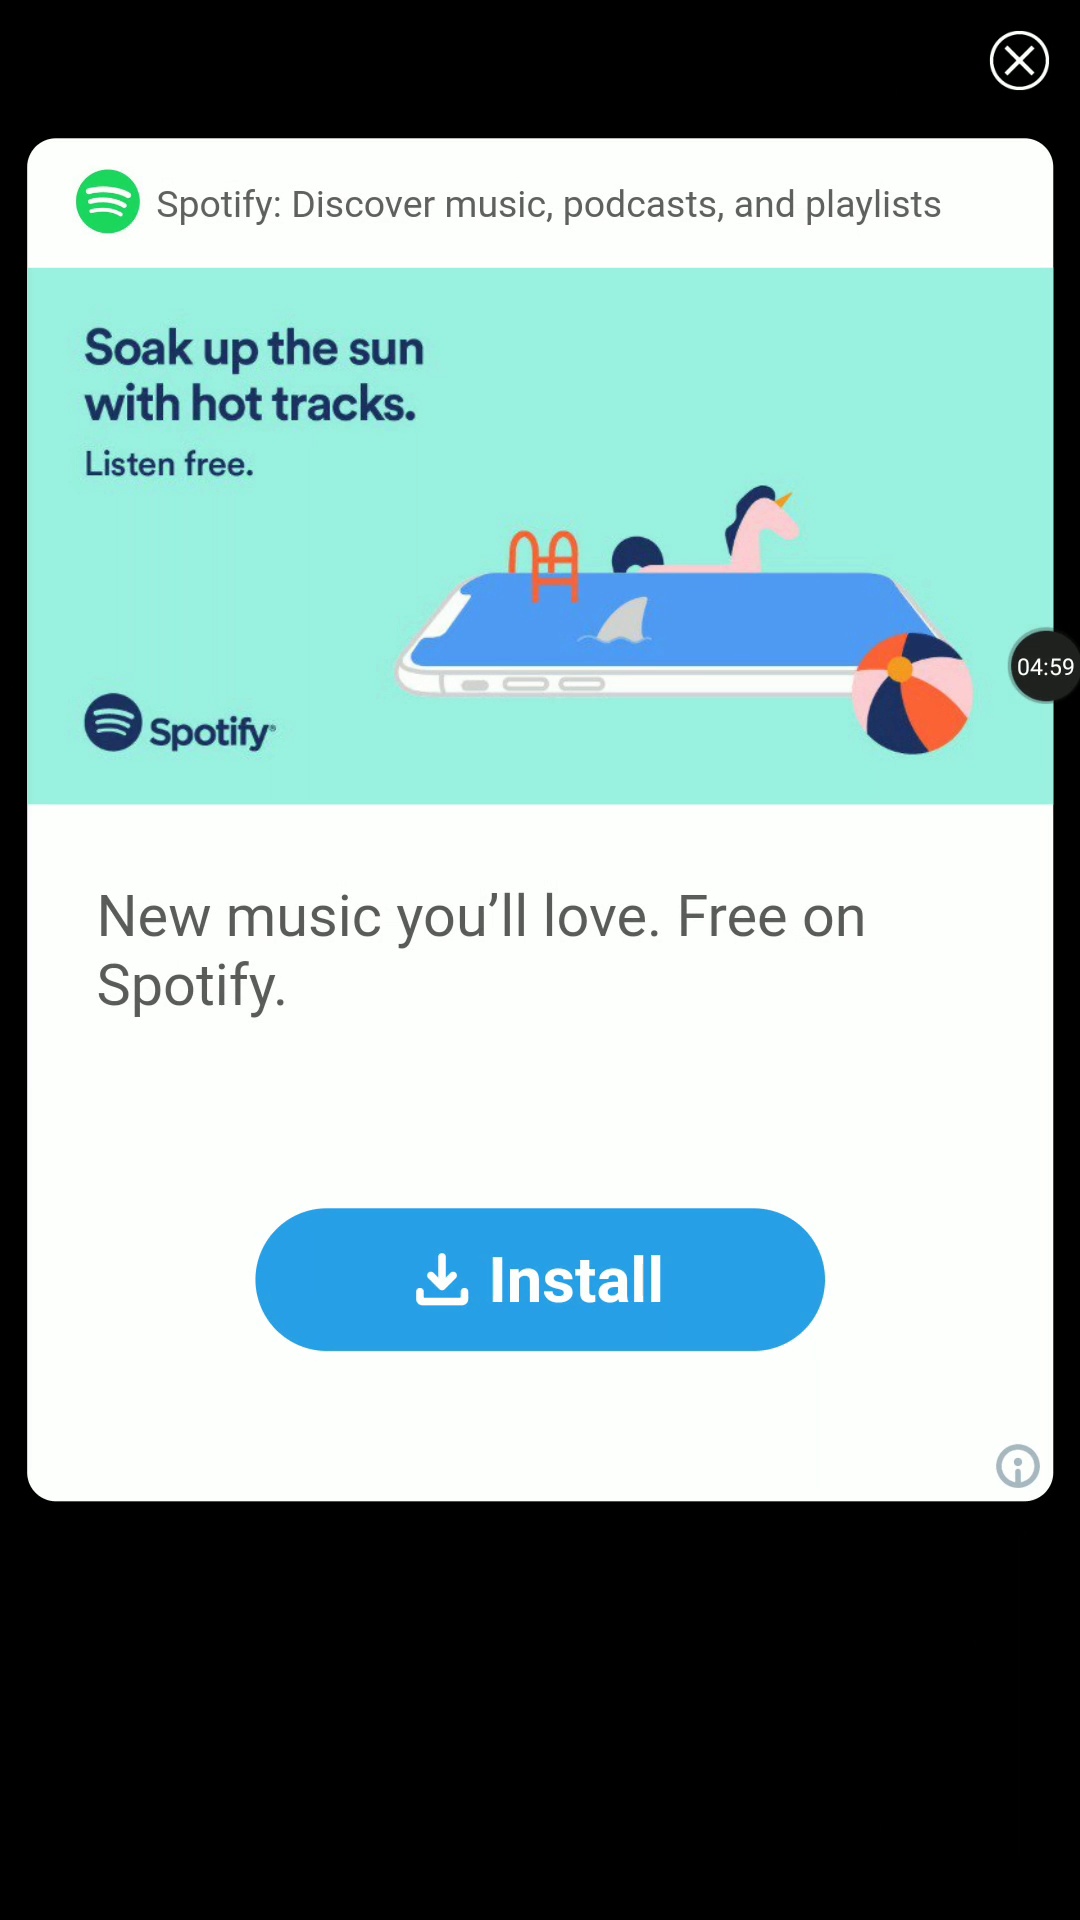 Spotify: Discover music, podcasts, and playlists
Soak up the sun
with hot tracks.
Listen free.
04:59
Spotify®
New music you’ll love. Free on
Spotify.
Install